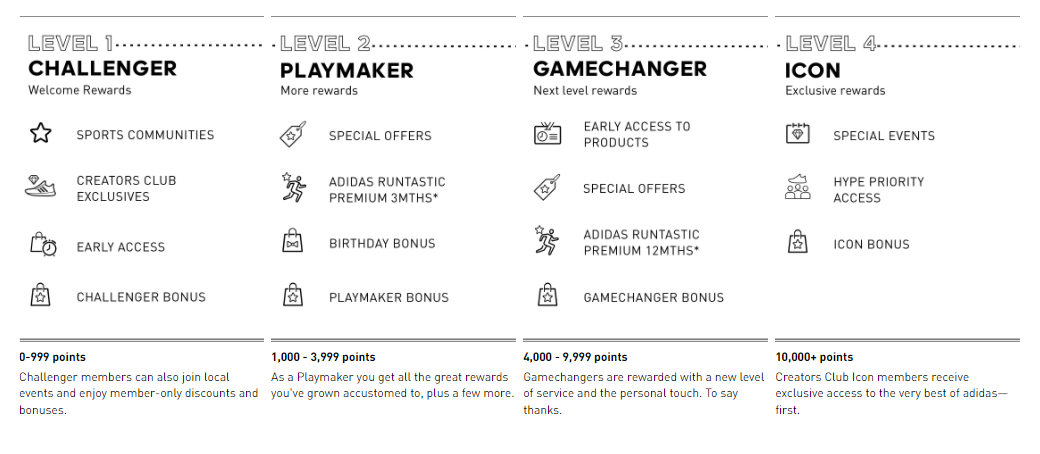 LEVEL 1
CHALLENGER
Welcome Rewards
SPORTS COMMUNITIES
CREATORS CLUB
EXCLUSIVES
EARLY ACCESS
CHALLENGER BONUS
0-999 points
Challenger members can also join local
events and enjoy member-only discounts and
bonuses.
LEVEL 2
PLAYMAKER
More rewards
SPECIAL OFFERS
ADIDAS RUNTASTIC
PREMIUM 3MTHS*
BIRTHDAY BONUS
PLAYMAKER BONUS
1,000 - 3,999 points
As a Playmaker you get all the great rewards
you've grown accustomed to, plus a few more.
LEVEL 3
GAMECHANGER
Next level rewards
EARLY ACCESS TO
PRODUCTS
SPECIAL OFFERS
ADIDAS RUNTASTIC
PREMIUM 12MTHS*
GAMECHANGER BONUS
4,000 - 9,999 points
Gamechangers are rewarded with a new level
of service and the personal touch. To say
thanks.
LEVEL 4
ICON
Exclusive rewards
SPECIAL EVENTS
HYPE PRIORITY
ACCESS
ICON BONUS
10,000+ points
Creators Club Icon members receive
exclusive access to the very best of adidas—
first.